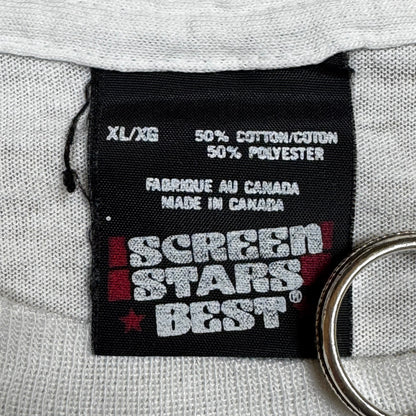 XL/XG 50% COTTON/COTON
50% POLYESTER
FABRIQUE AU CANADA
MADE IN CANADA
SCREEN
STARS
BEST®